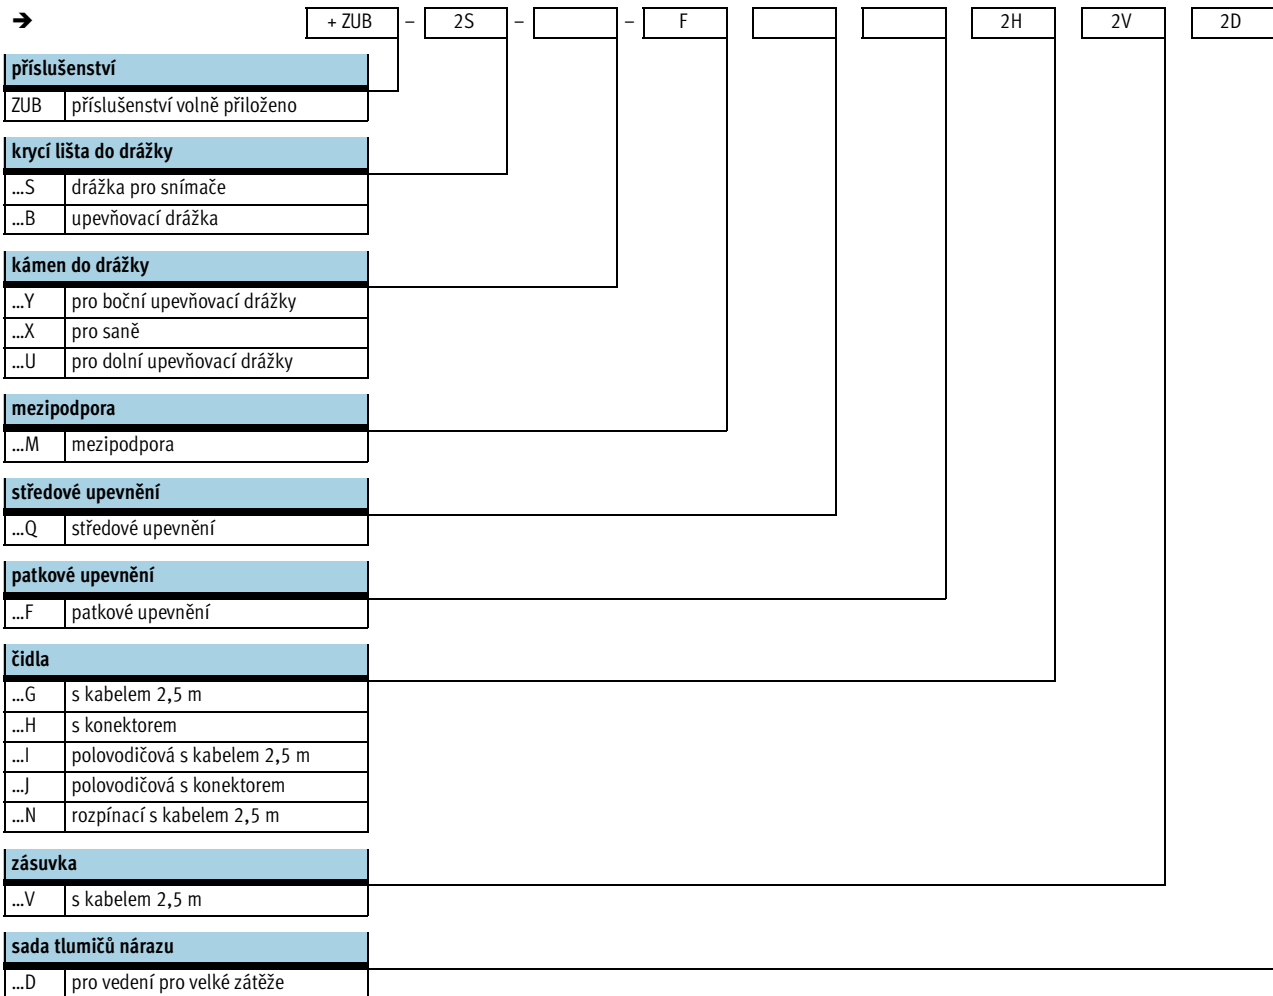 ➔ + ZUB – 2S – – F 2H 2V 2D
příslušenství
ZUB příslušenství volně přiloženo
krycí lišta do drážky
...S drážka pro snímače
...B upevňovací drážka
kámen do drážky
...Y pro boční upevňovací drážky
...X pro saně
...U pro dolní upevňovací drážky
mezipodpora
...M mezipodpora
středové upevnění
...Q středové upevnění
patkové upevnění
...F patkové upevnění
čidla
...G s kabelem 2,5 m
...H s konektorem
...I polovodičová s kabelem 2,5 m
...J polovodičová s konektorem
...N rozpínací s kabelem 2,5 m
zásuvka
...V s kabelem 2,5 m
sada tlumičů nárazu
...D pro vedení pro velké zátěže